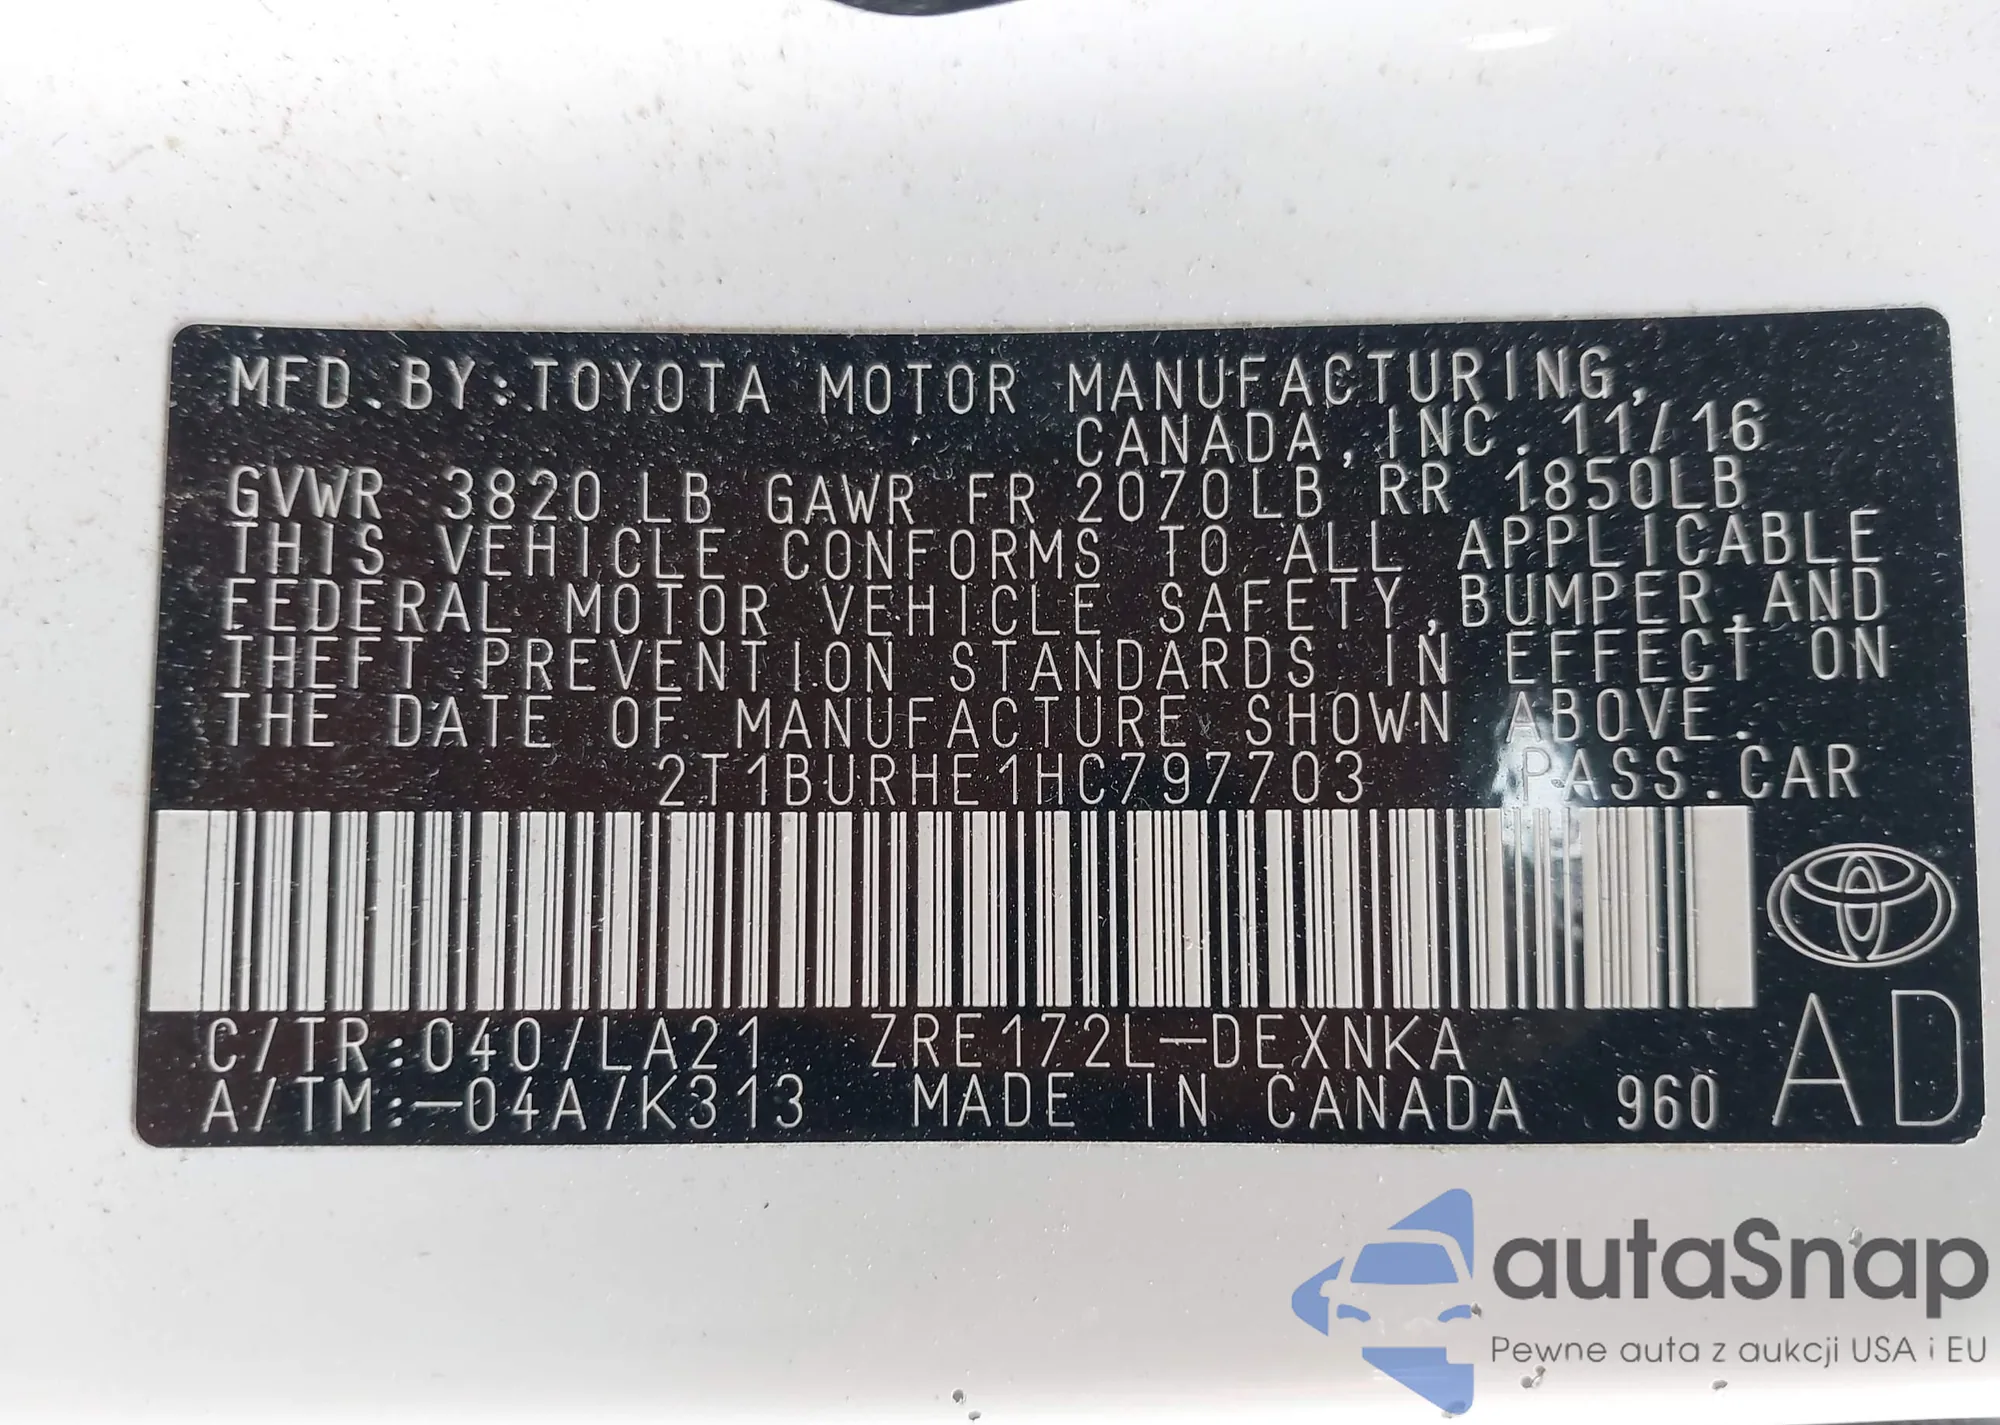 MFD.BY:TOYOTA MOTOR MANUFACTURING,
CANADA,INC. 11/16
GVWR 3820 LB GAWR FR 2070LB RR 1850LB
THIS VEHICLE CONFORMS TO ALL APPLICABLE
FEDERAL MOTOR VEHICLE SAFETY,BUMPER,AND
THEFT PREVENTION STANDARDS IN EFFECT ON
THE DATE OF MANUFACTURE SHOWN ABOVE.
2T1BURHE1HC797703 PASS.CAR
C/TR:040/LA21 ZRE172L-DEXNKA
A/TM:-04A/K313 MADE IN CANADA 960
AD
autaSnap
Pewne auta z aukcji USA i EU